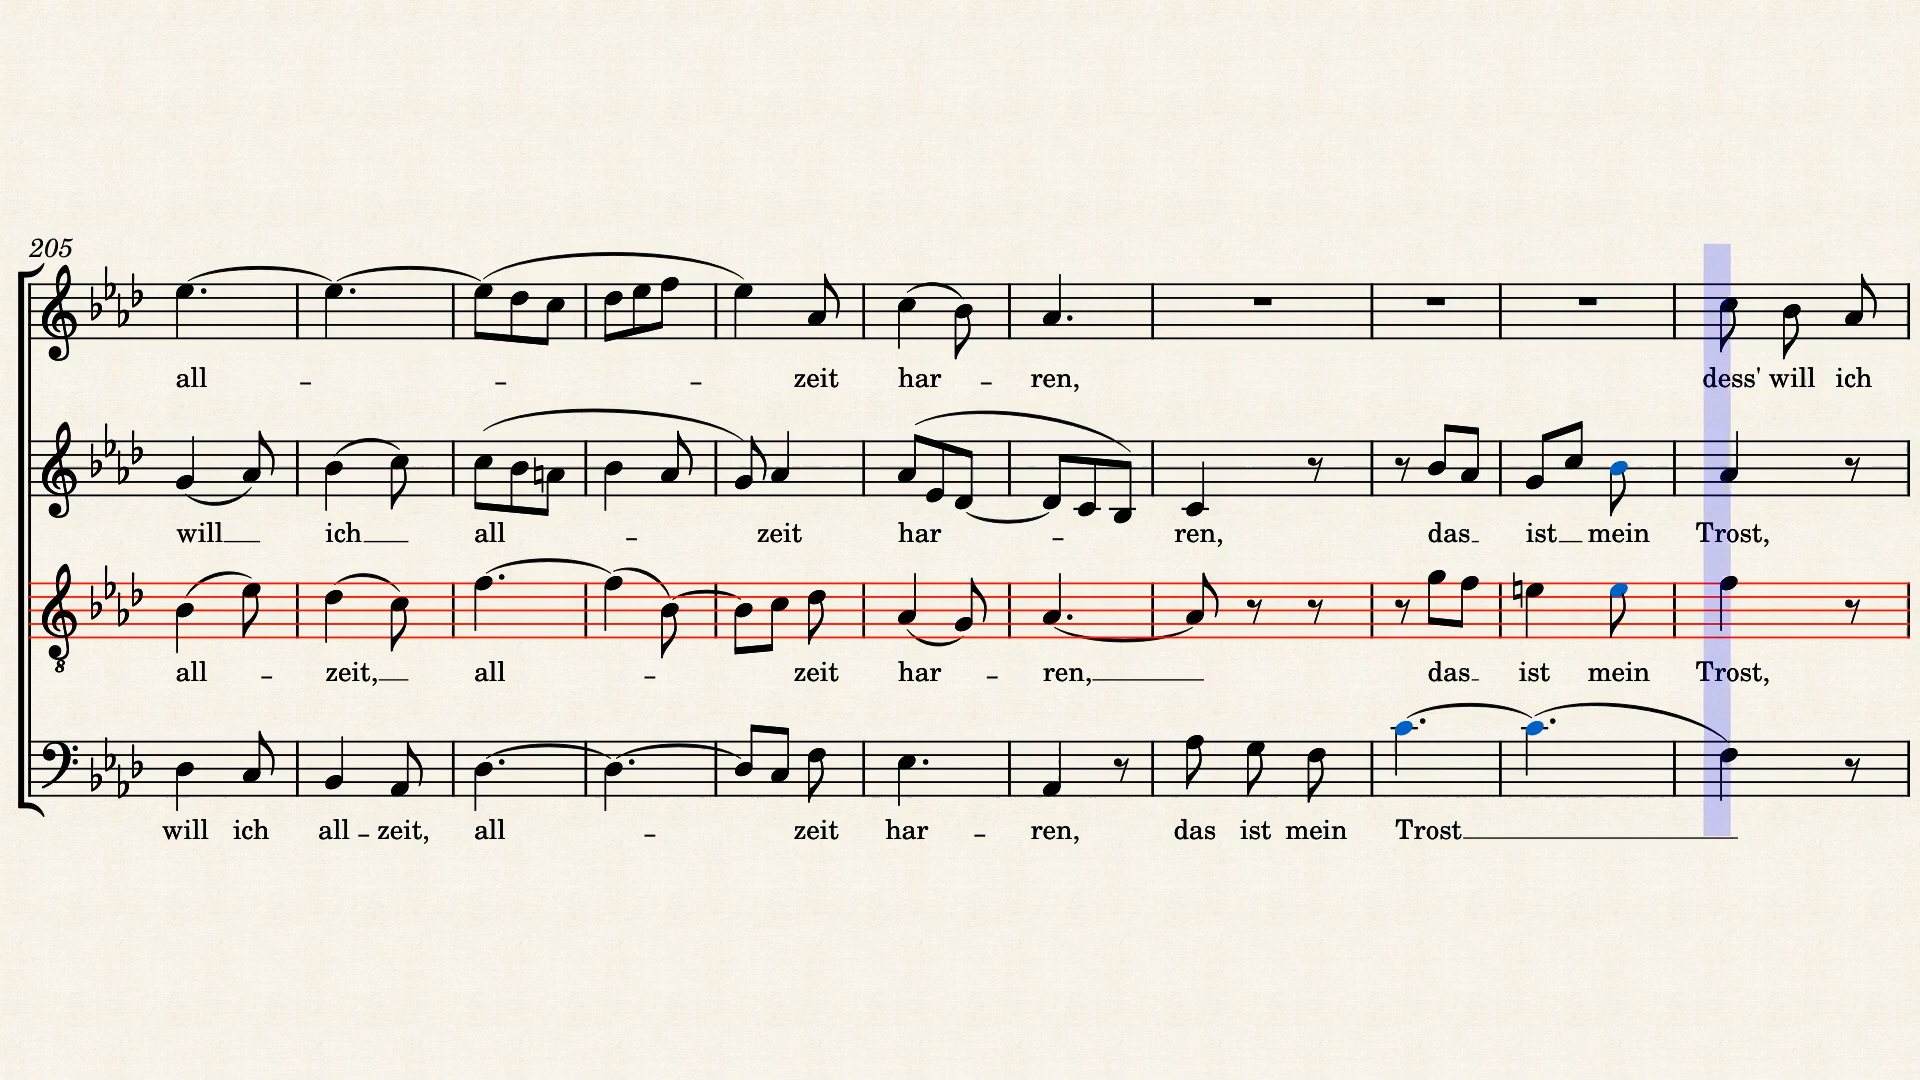 205
all - - - zeit har - ren, dess' will ich
will ich all - zeit har - ren, das ist mein Trost,
8
all - zeit, all - zeit har - ren, das ist mein Trost,
will ich all - zeit, all - zeit har - ren, das ist mein Trost